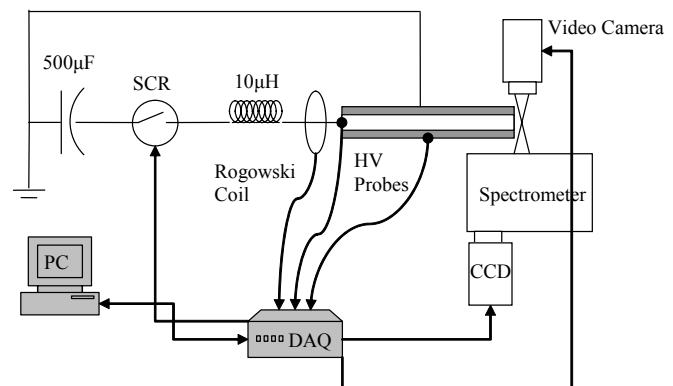 Video Camera
500μF
SCR
10μH
Rogowski
Coil
HV
Probes
Spectrometer
PC
CCD
DAQ